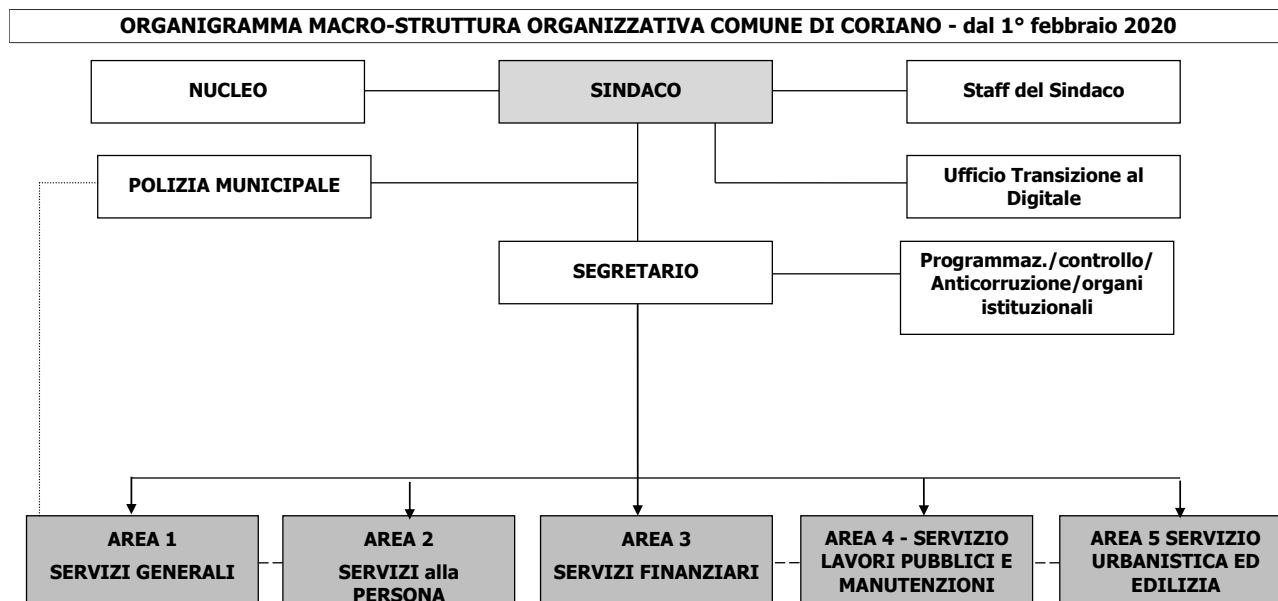 ORGANIGRAMMA MACRO-STRUTTURA ORGANIZZATIVA COMUNE DI CORIANO - dal 1° febbraio 2020
NUCLEO
SINDACO
Staff del Sindaco
POLIZIA MUNICIPALE
Ufficio Transizione al
Digitale
SEGRETARIO
Programmaz./controllo/
Anticorruzione/organi
istituzionali
AREA 1
SERVIZI GENERALI
AREA 2
SERVIZI alla
PERSONA
AREA 3
SERVIZI FINANZIARI
AREA 4 - SERVIZIO
LAVORI PUBBLICI E
MANUTENZIONI
AREA 5 SERVIZIO
URBANISTICA ED
EDILIZIA